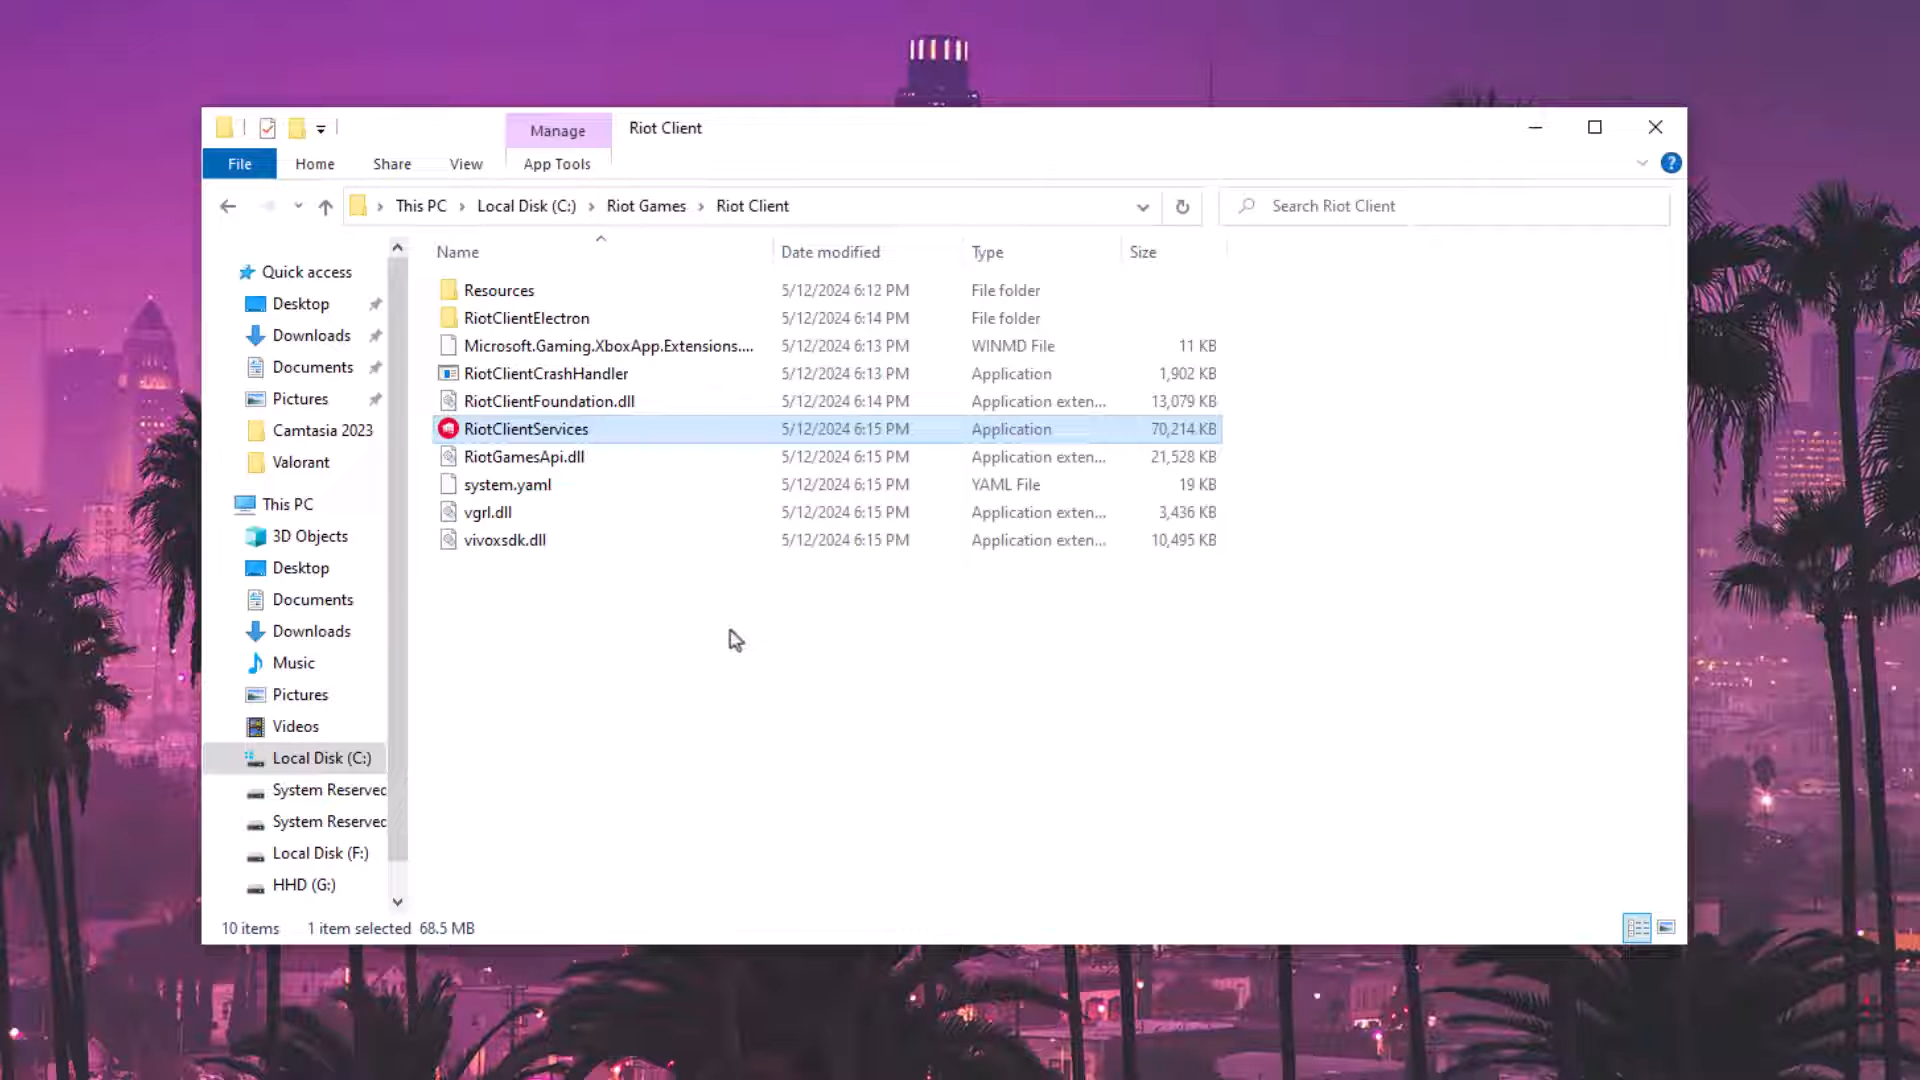 Manage
Riot Client
File
Home
Share
View
App Tools
?
This PC
Local Disk (C:)
Riot Games
Riot Client
Search Riot Client
Name
Date modified
Type
Size
Quick access
Desktop
Downloads
Documents
Pictures
Camtasia 2023
Valorant
This PC
3D Objects
Desktop
Documents
Downloads
Music
Pictures
Videos
Local Disk (C:)
System Reserved
System Reserved
Local Disk (F:)
HHD (G:)
Resources 5/12/2024 6:12 PM File folder
RiotClientElectron 5/12/2024 6:14 PM File folder
Microsoft.Gaming.XboxApp.Extensions.... 5/12/2024 6:13 PM WINMD File 11 KB
RiotClientCrashHandler 5/12/2024 6:13 PM Application 1,902 KB
RiotClientFoundation.dll 5/12/2024 6:14 PM Application exten... 13,079 KB
RiotClientServices 5/12/2024 6:15 PM Application 70,214 KB
RiotGamesApi.dll 5/12/2024 6:15 PM Application exten... 21,528 KB
system.yaml 5/12/2024 6:15 PM YAML File 19 KB
vgrl.dll 5/12/2024 6:15 PM Application exten... 3,436 KB
vivoxsdk.dll 5/12/2024 6:15 PM Application exten... 10,495 KB
10 items
1 item selected 68.5 MB